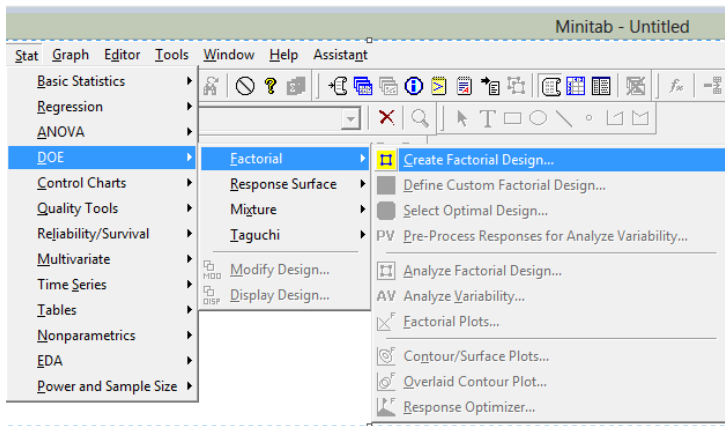 Minitab - Untitled
Stat Graph Editor Tools Window Help Assistant
Basic Statistics
Regression
ANOVA
DOE
Control Charts
Quality Tools
Reliability/Survival
Multivariate
Time Series
Tables
Nonparametrics
EDA
Power and Sample Size
Factorial
Response Surface
Mixture
Taguchi
MOD Modify Design...
DISP Display Design...
Create Factorial Design...
Define Custom Factorial Design...
Select Optimal Design...
PV Pre-Process Responses for Analyze Variability...
Analyze Factorial Design...
AV Analyze Variability...
F Factorial Plots...
F Contour/Surface Plots...
F Overlaid Contour Plot...
F Response Optimizer...